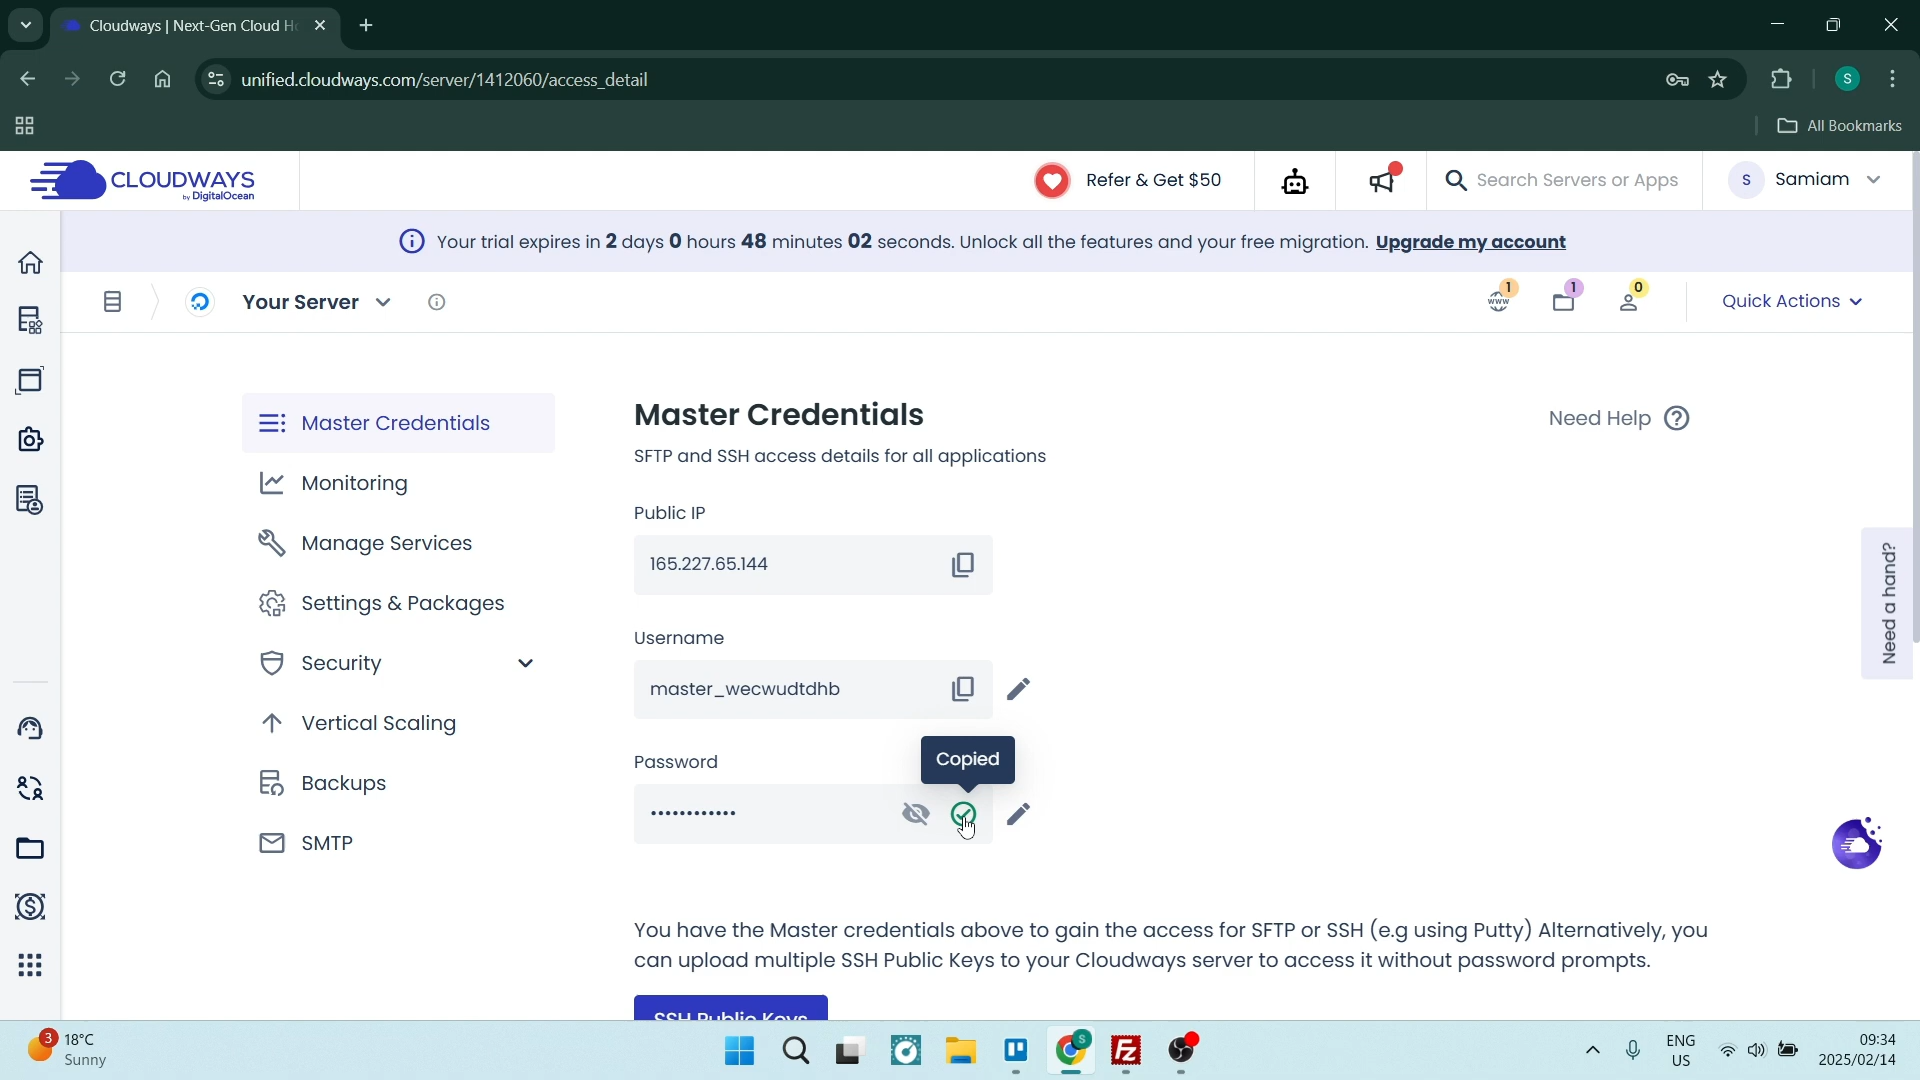 Cloudways | Next-Gen Cloud H
unified.cloudways.com/server/1412060/access_detail
S
All Bookmarks
CLOUDWAYS
by DigitalOcean
Refer & Get $50
Search Servers or Apps
S
Samiam
Your trial expires in 2 days 0 hours 48 minutes 02 seconds. Unlock all the features and your free migration. Upgrade my account
Your Server
www
1
1
0
Quick Actions
Master Credentials
Monitoring
Manage Services
Settings & Packages
Security
Vertical Scaling
Backups
SMTP
Master Credentials
Need Help
SFTP and SSH access details for all applications
Public IP
165.227.65.144
Username
master_wecwudtdhb
Password
Copied
••••••••••••
Need a hand?
You have the Master credentials above to gain the access for SFTP or SSH (e.g using Putty) Alternatively, you
can upload multiple SSH Public Keys to your Cloudways server to access it without password prompts.
SSH Public Keys
3
18°C
Sunny
S
Fz
ENG
US
09:34
2025/02/14